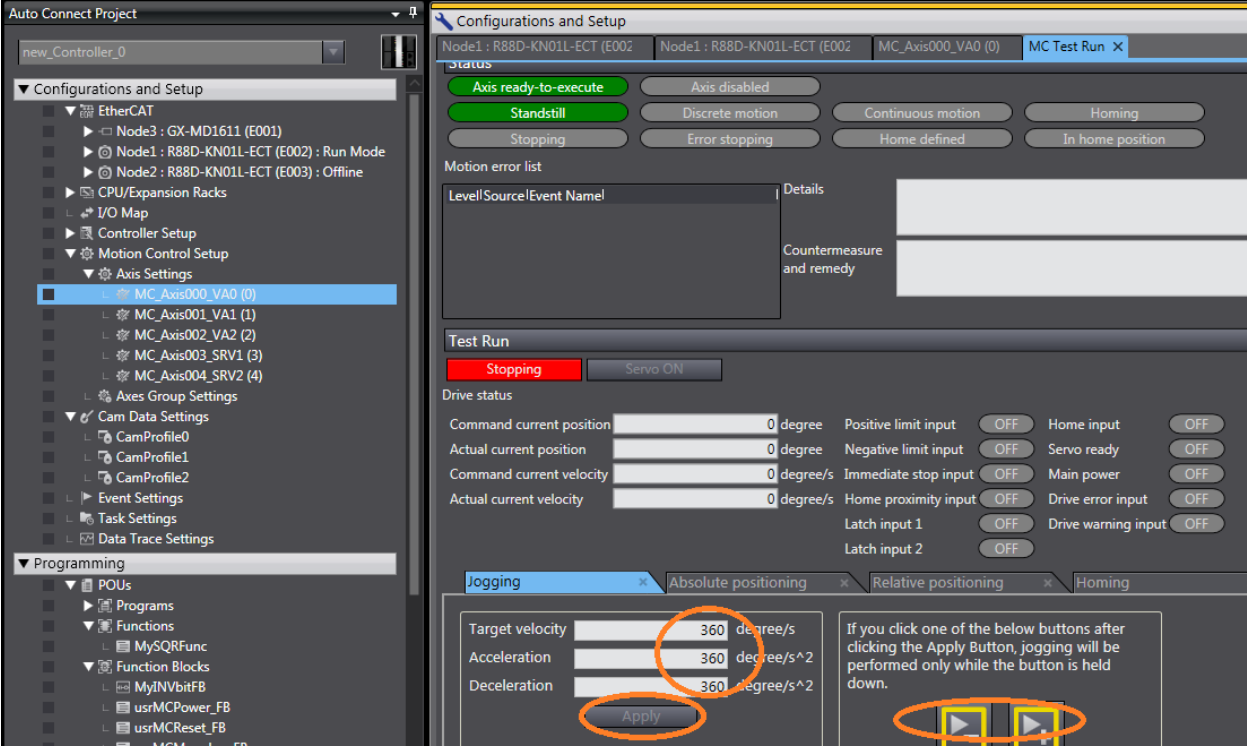 Auto Connect Project
new_Controller_0
Configurations and Setup
EtherCAT
Node3 : GX-MD1611 (E001)
Node1 : R88D-KN01L-ECT (E002) : Run Mode
Node2 : R88D-KN01L-ECT (E003) : Offline
CPU/Expansion Racks
I/O Map
Controller Setup
Motion Control Setup
Axis Settings
MC_Axis000_VA0 (0)
MC_Axis001_VA1 (1)
MC_Axis002_VA2 (2)
MC_Axis003_SRV1 (3)
MC_Axis004_SRV2 (4)
Axes Group Settings
Cam Data Settings
CamProfile0
CamProfile1
CamProfile2
Event Settings
Task Settings
Data Trace Settings
Programming
POUs
Programs
Functions
MySQRFunc
Function Blocks
MyINVbitFB
usrMCPower_FB
usrMCReset_FB
Configurations and Setup
Node1 : R88D-KN01L-ECT (E002 Node1 : R88D-KN01L-ECT (E002 MC_Axis000_VA0 (0) MC Test Run
Status
Axis ready-to-execute Axis disabled
Standstill Discrete motion Continuous motion Homing
Stopping Error stopping Home defined In home position
Motion error list
Level Source Event Name
Details
Countermeasure
and remedy
Test Run
Stopping Servo ON
Drive status
Command current position 0 degree Positive limit input OFF Home input OFF
Actual current position 0 degree Negative limit input OFF Servo ready OFF
Command current velocity 0 degree/s Immediate stop input OFF Main power OFF
Actual current velocity 0 degree/s Home proximity input OFF Drive error input OFF
Latch input 1 OFF Drive warning input OFF
Latch input 2 OFF
Jogging Absolute positioning Relative positioning Homing
Target velocity 360 degree/s
Acceleration 360 degree/s^2
Deceleration 360 degree/s^2
Apply
If you click one of the below buttons after
clicking the Apply Button, jogging will be
performed only while the button is held
down.